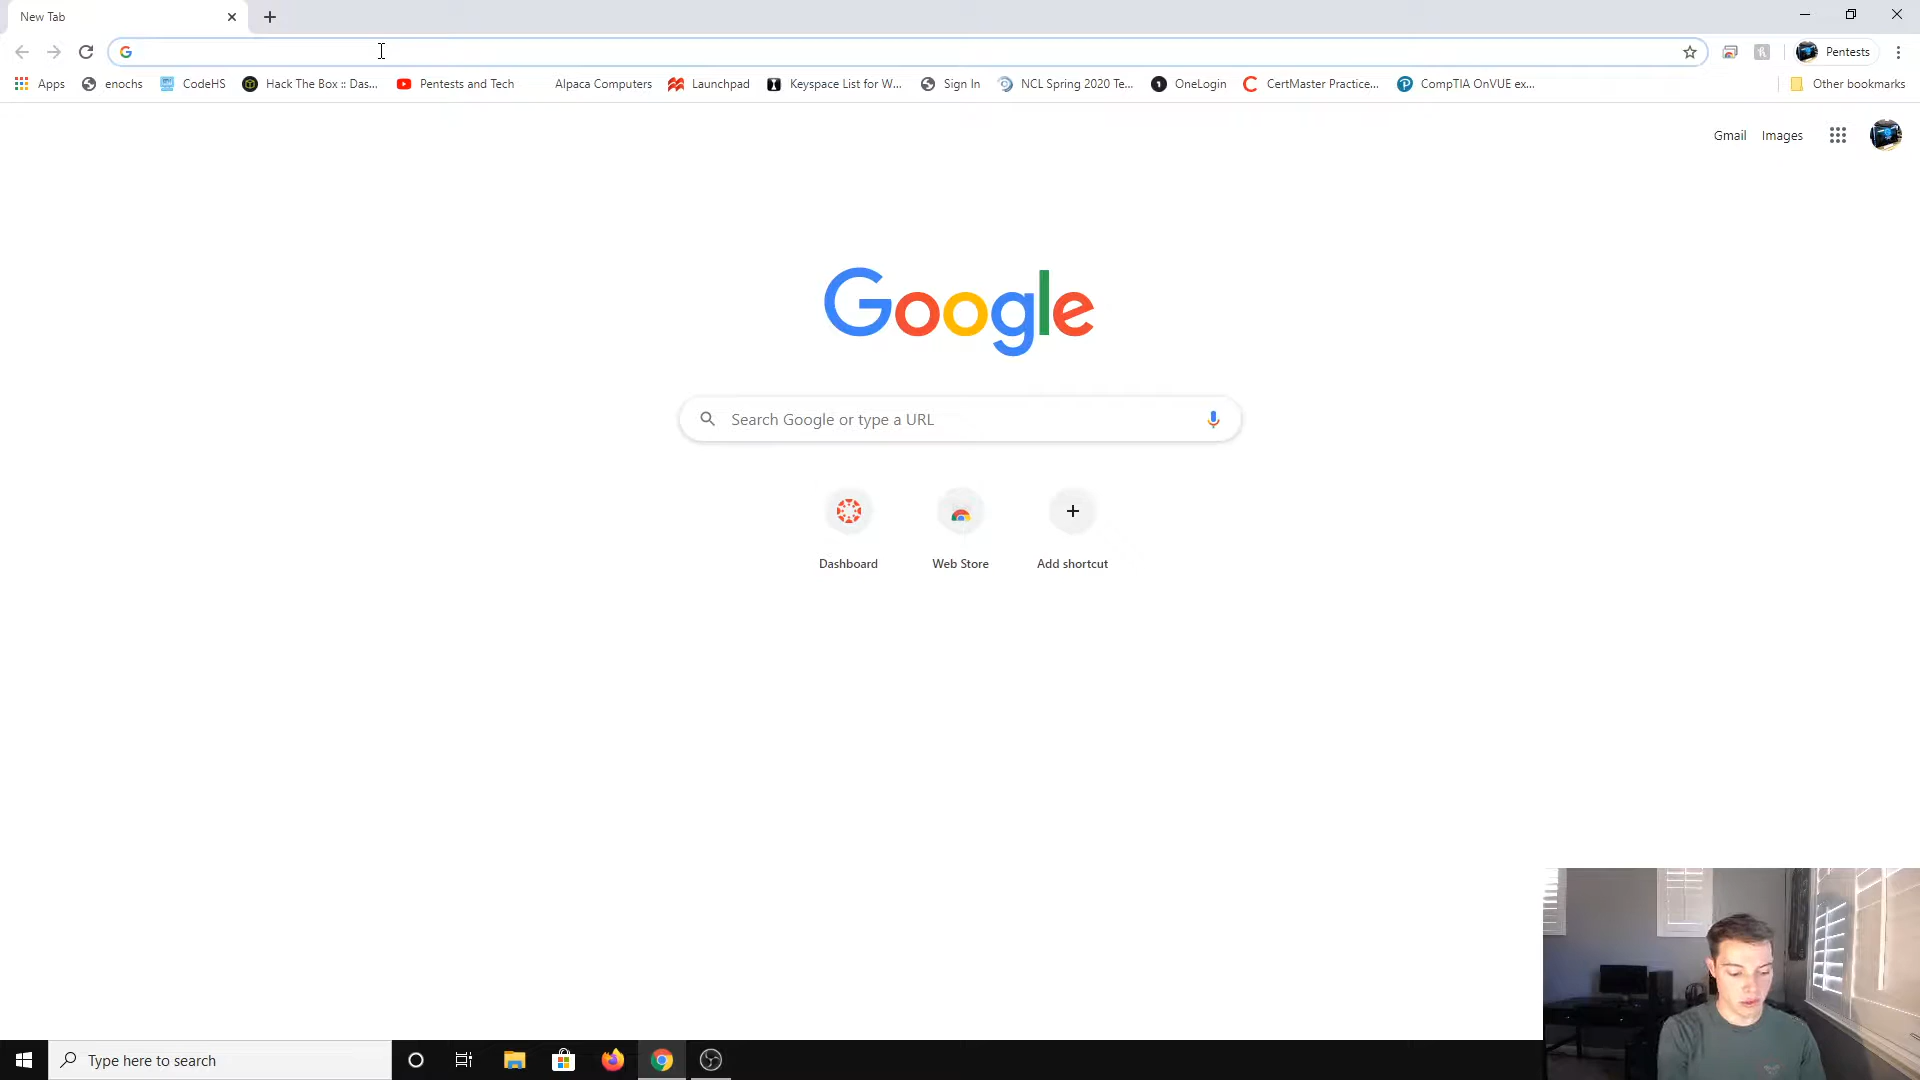 New Tab
Apps enochs CodeHS Hack The Box :: Das... Pentests and Tech Alpaca Computers Launchpad Keyspace List for W... Sign In NCL Spring 2020 Te... OneLogin CertMaster Practice... CompTIA OnVUE ex... Other bookmarks
Pentests
Gmail Images
Google
Search Google or type a URL
Dashboard Web Store Add shortcut
Type here to search